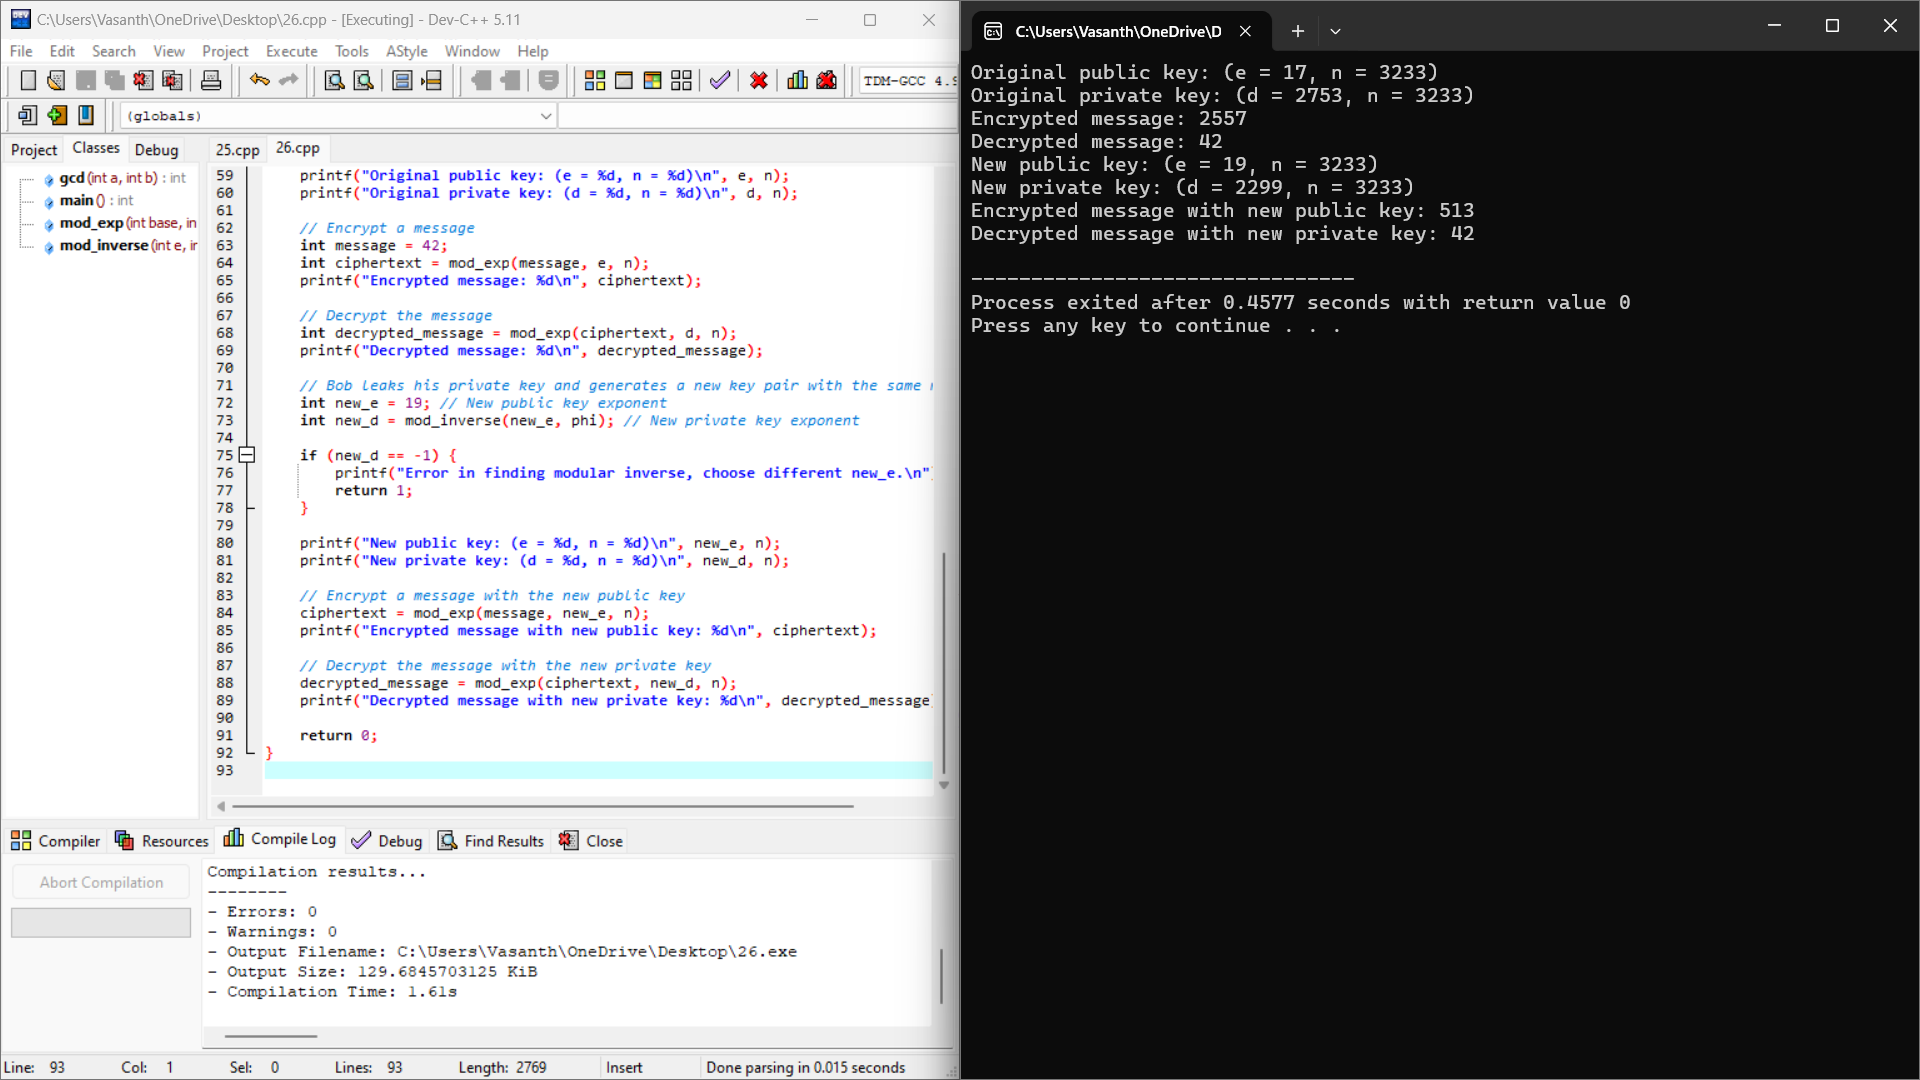 C:\Users\Vasanth\OneDrive\Desktop\26.cpp - [Executing] - Dev-C++ 5.11
File Edit Search View Project Execute Tools AStyle Window Help
TDM-GCC 4.9
(globals)
Project Classes Debug
gcd (int a, int b) : int
main () : int
mod_exp (int base, in
mod_inverse (int e, ir
25.cpp 26.cpp
59 printf("Original public key: (e = %d, n = %d)\n", e, n);
60 printf("Original private key: (d = %d, n = %d)\n", d, n);
61
62 // Encrypt a message
63 int message = 42;
64 int ciphertext = mod_exp(message, e, n);
65 printf("Encrypted message: %d\n", ciphertext);
66
67 // Decrypt the message
68 int decrypted_message = mod_exp(ciphertext, d, n);
69 printf("Decrypted message: %d\n", decrypted_message);
70
71 // Bob leaks his private key and generates a new key pair with the same
72 int new_e = 19; // New public key exponent
73 int new_d = mod_inverse(new_e, phi); // New private key exponent
74
75 if (new_d == -1) {
76 printf("Error in finding modular inverse, choose different new_e.\n"
77 return 1;
78 }
79
80 printf("New public key: (e = %d, n = %d)\n", new_e, n);
81 printf("New private key: (d = %d, n = %d)\n", new_d, n);
82
83 // Encrypt a message with the new public key
84 ciphertext = mod_exp(message, new_e, n);
85 printf("Encrypted message with new public key: %d\n", ciphertext);
86
87 // Decrypt the message with the new private key
88 decrypted_message = mod_exp(ciphertext, new_d, n);
89 printf("Decrypted message with new private key: %d\n", decrypted_message
90
91 return 0;
92 }
93
Compiler Resources Compile Log Debug Find Results Close
Abort Compilation
Compilation results...
--------
- Errors: 0
- Warnings: 0
- Output Filename: C:\Users\Vasanth\OneDrive\Desktop\26.exe
- Output Size: 129.6845703125 KiB
- Compilation Time: 1.61s
Line: 93 Col: 1 Sel: 0 Lines: 93 Length: 2769 Insert Done parsing in 0.015 seconds
C:\Users\Vasanth\OneDrive\D
Original public key: (e = 17, n = 3233)
Original private key: (d = 2753, n = 3233)
Encrypted message: 2557
Decrypted message: 42
New public key: (e = 19, n = 3233)
New private key: (d = 2299, n = 3233)
Encrypted message with new public key: 513
Decrypted message with new private key: 42
--------------------------------
Process exited after 0.4577 seconds with return value 0
Press any key to continue . . .